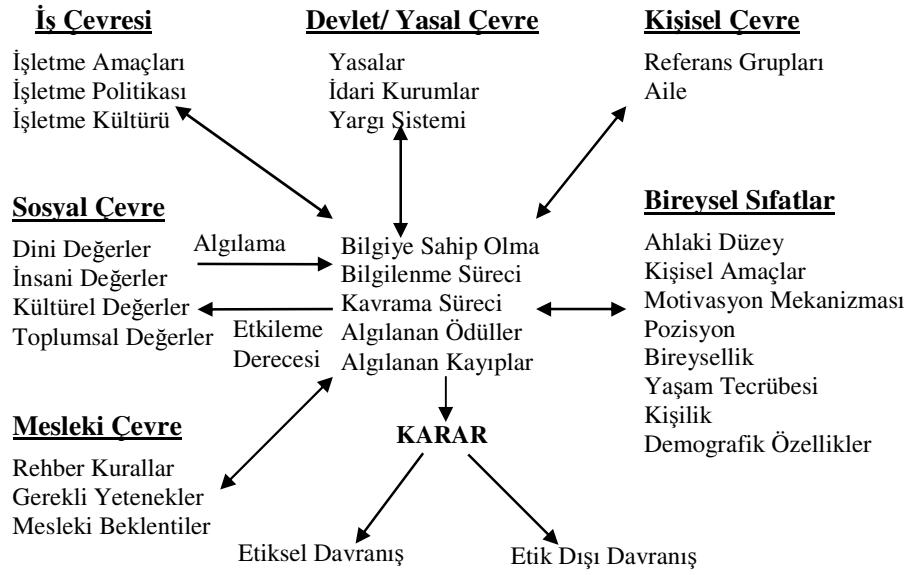 İş Çevresi
İşletme Amaçları
İşletme Politikası
İşletme Kültürü
Devlet/ Yasal Çevre
Yasalar
İdari Kurumlar
Yargı Sistemi
Kişisel Çevre
Referans Grupları
Aile
Sosyal Çevre
Dini Değerler
İnsani Değerler
Kültürel Değerler
Toplumsal Değerler
Algılama
Etkileme
Derecesi
Bilgiye Sahip Olma
Bilgilenme Süreci
Kavrama Süreci
Algılanan Ödüller
Algılanan Kayıplar
Bireysel Sıfatlar
Ahlaki Düzey
Kişisel Amaçlar
Motivasyon Mekanizması
Pozisyon
Bireysellik
Yaşam Tecrübesi
Kişilik
Demografik Özellikler
Mesleki Çevre
Rehber Kurallar
Gerekli Yetenekler
Mesleki Beklentiler
KARAR
Etiksel Davranış
Etik Dışı Davranış